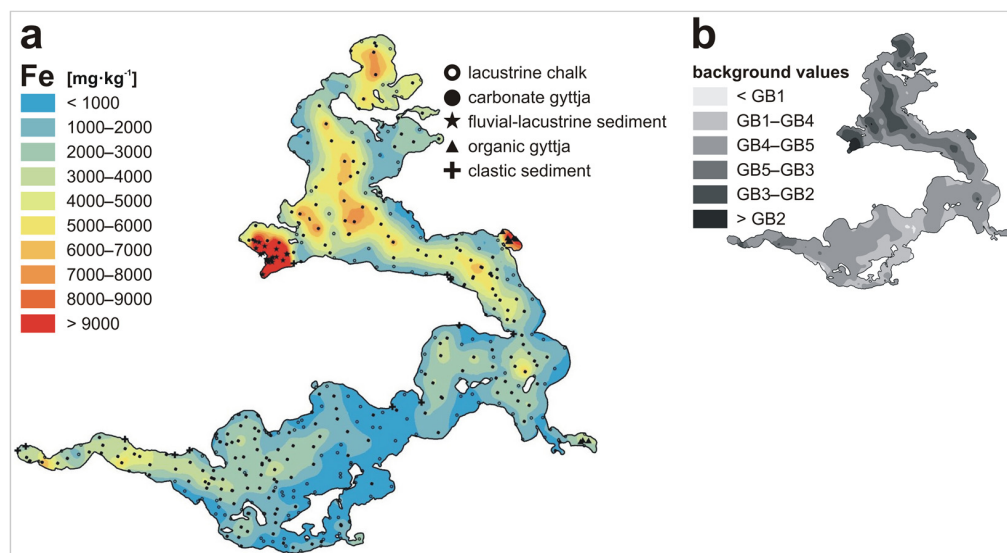 a
Fe [mg·kg⁻¹]
< 1000
1000–2000
2000–3000
3000–4000
4000–5000
5000–6000
6000–7000
7000–8000
8000–9000
> 9000
lacustrine chalk
carbonate gyttja
fluvial-lacustrine sediment
organic gyttja
clastic sediment
b
background values
< GB1
GB1–GB4
GB4–GB5
GB5–GB3
GB3–GB2
> GB2